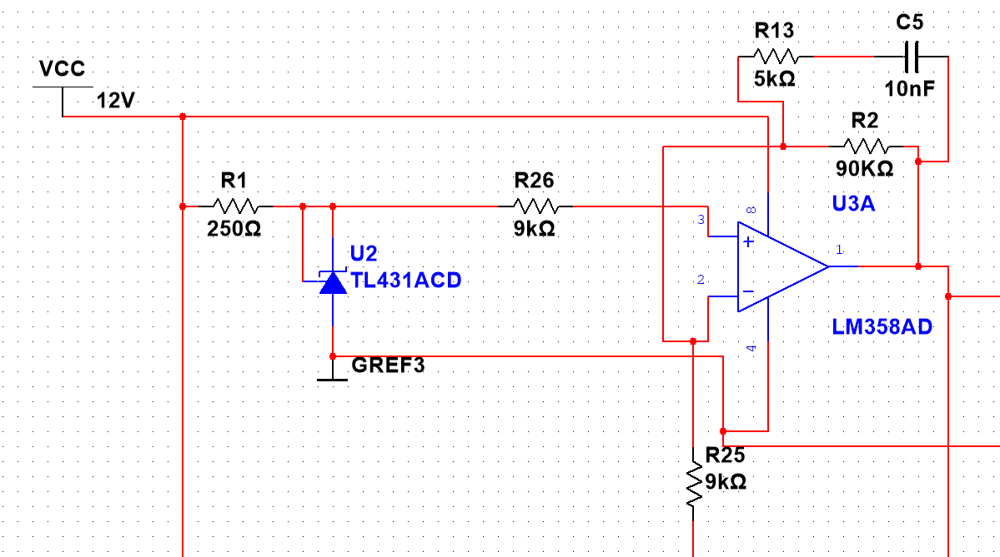 C5
R13
5kΩ
10nF
VCC
12V
R2
90KΩ
R1
250Ω
R26
9kΩ
U3A
8
3
1
U2
TL431ACD
2
LM358AD
4
GREF3
R25
9kΩ